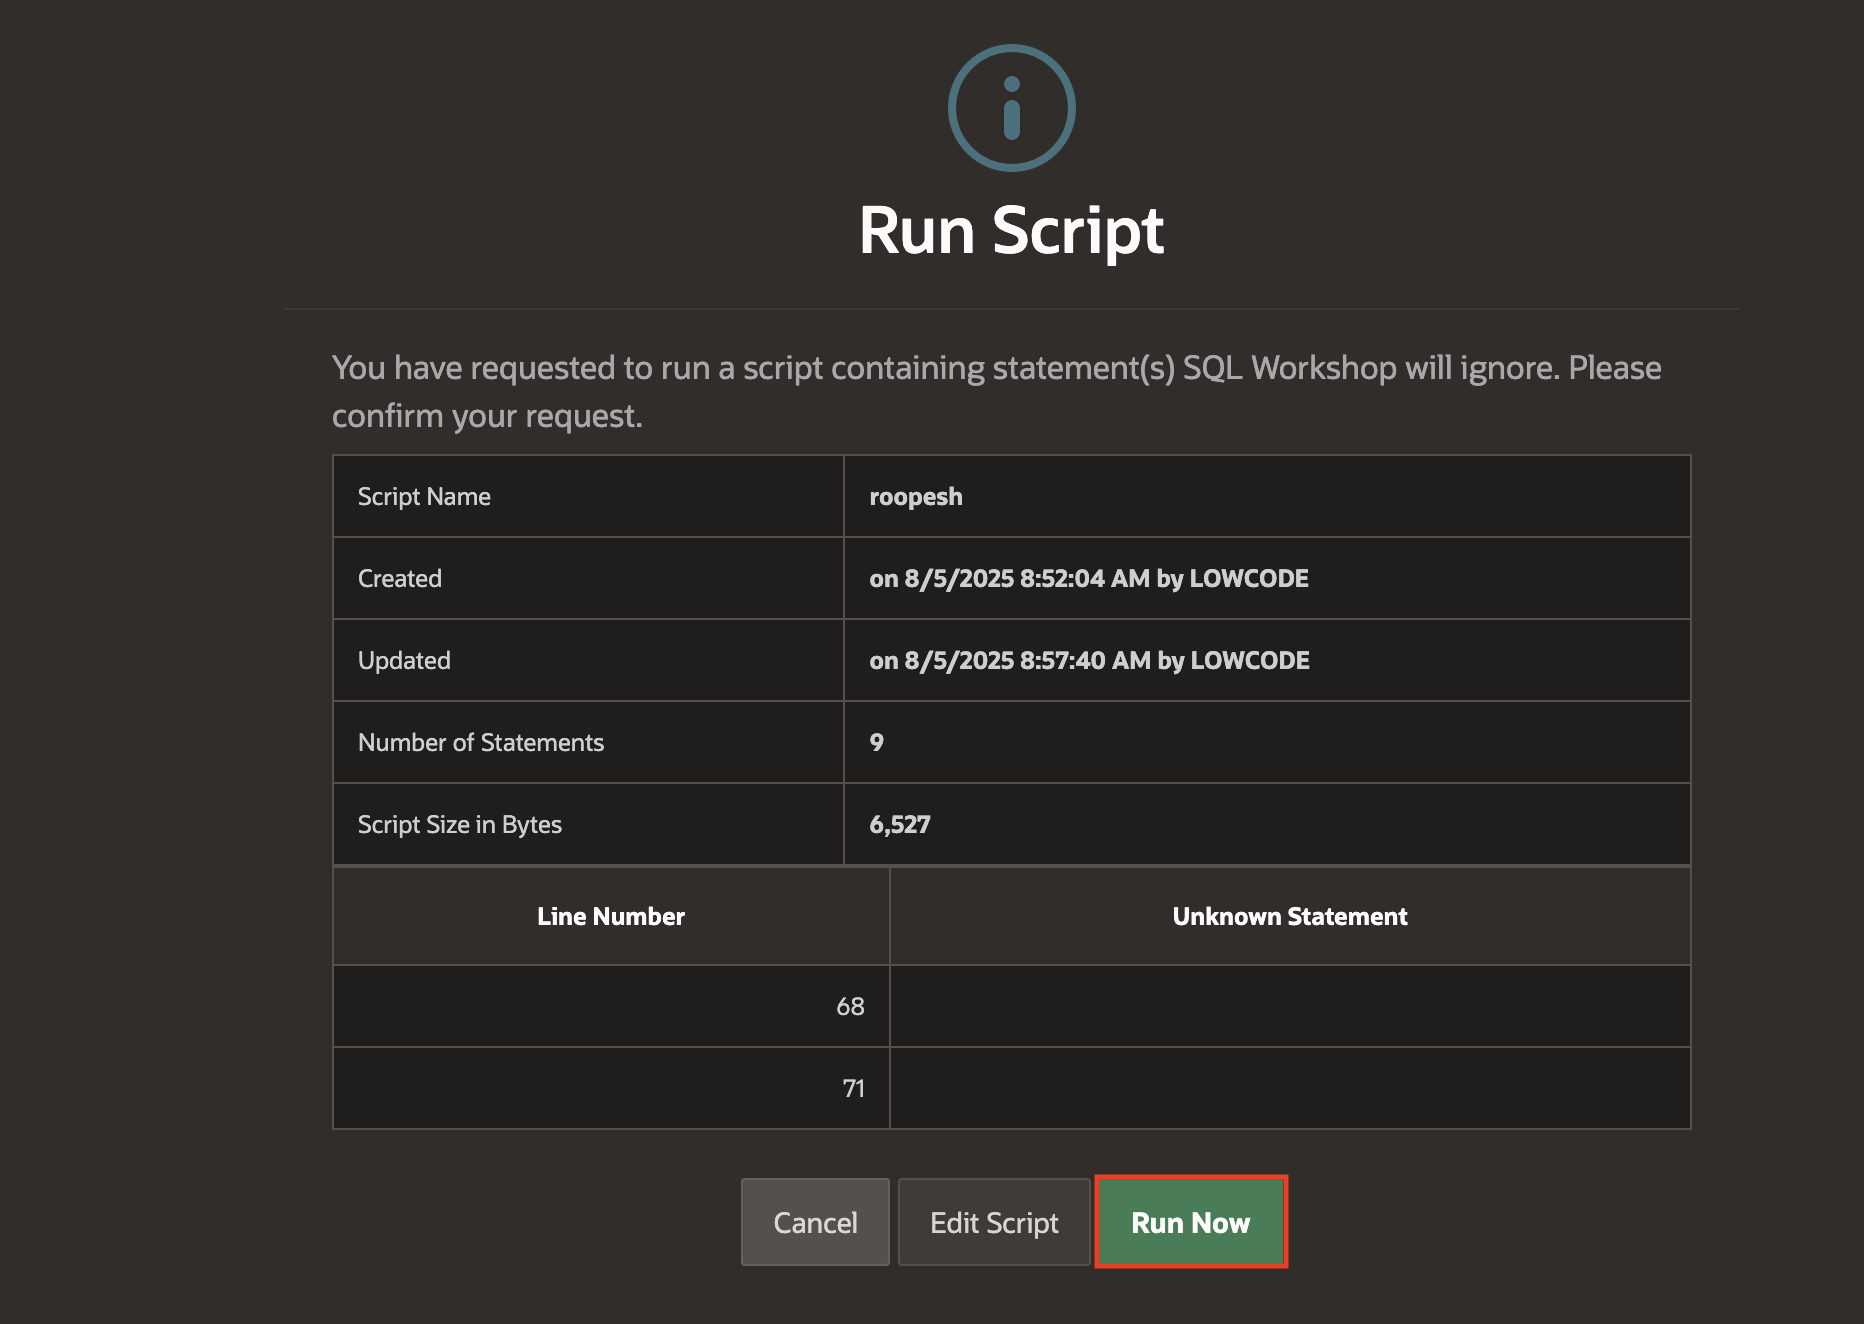 Run Script
You have requested to run a script containing statement(s) SQL Workshop will ignore. Please
confirm your request.
Script Name roopesh
Created on 8/5/2025 8:52:04 AM by LOWCODE
Updated on 8/5/2025 8:57:40 AM by LOWCODE
Number of Statements 9
Script Size in Bytes 6,527
Line Number Unknown Statement
68
71
Cancel Edit Script Run Now